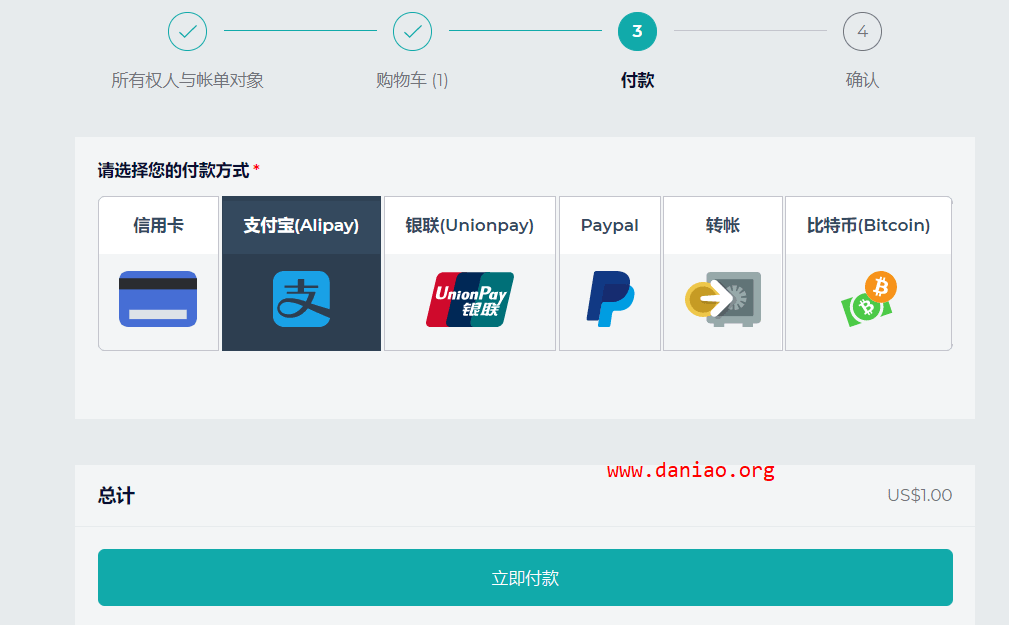 3
4
所有权人与帐单对象
购物车 (1)
付款
确认
请选择您的付款方式 *
信用卡
支付宝(Alipay)
银联(Unionpay)
Paypal
转帐
比特币(Bitcoin)
支
UnionPay
银联
www.daniao.org
总计
US$1.00
立即付款